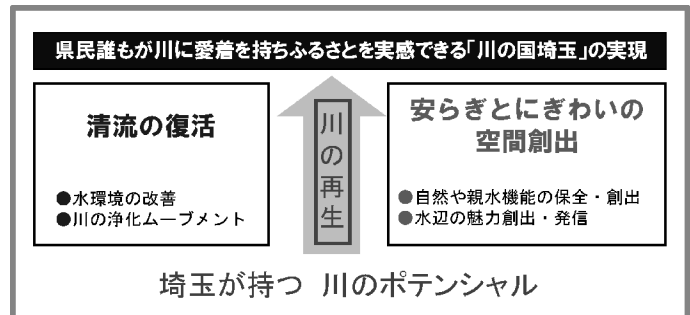 県民誰もが川に愛着を持ちふるさとを実感できる「川の国埼玉」の実現
清流の復活
●水環境の改善
●川の浄化ムーブメント
川の再生
安らぎとにぎわいの
空間創出
●自然や親水機能の保全・創出
●水辺の魅力創出・発信
埼玉が持つ 川のポテンシャル